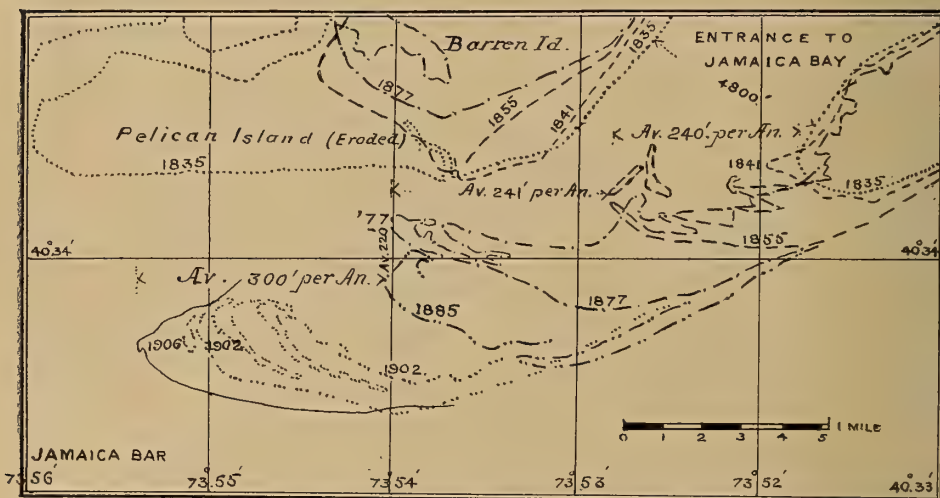 Barren Id.
1835
ENTRANCE TO
JAMAICA BAY
1877
1855
1841
4800
Pelican Island (Eroded)
Av. 240' per An.
1835
1841
Av. 241' per An.
1835
'77
Av. 220
1855
40°34'
40°34'
Av. 300' per An.
1877
1885
1906
1902
1902
1 MILE
0 1 2 3 4 5
JAMAICA BAR
73°56' 73°55' 73°54' 73°53' 73°52' 40.33'